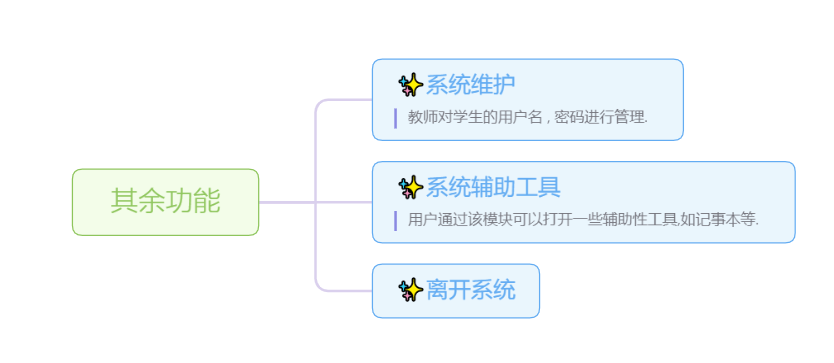 其余功能
系统维护
教师对学生的用户名 , 密码进行管理.
系统辅助工具
用户通过该模块可以打开一些辅助性工具,如记事本等.
离开系统